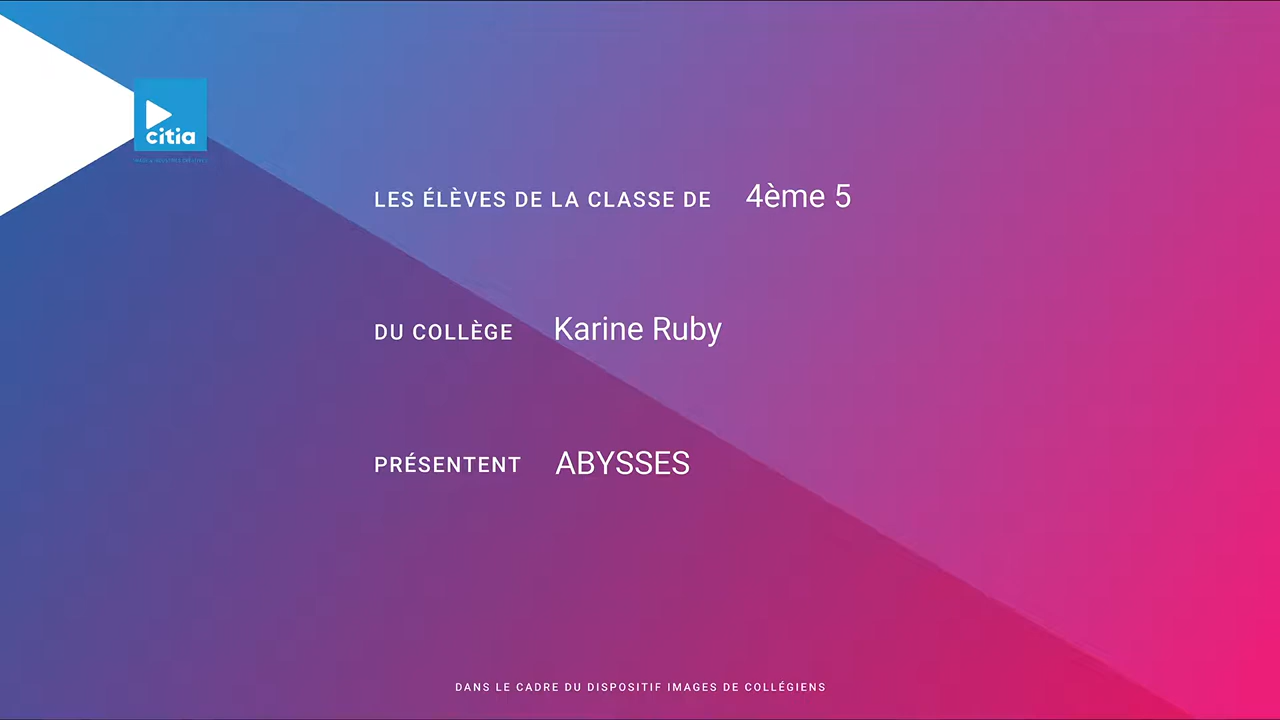 citia
LES ÉLÈVES DE LA CLASSE DE 4ème 5
DU COLLÈGE Karine Ruby
PRÉSENTENT ABYSSES
DANS LE CADRE DU DISPOSITIF IMAGES DE COLLÉGIENS